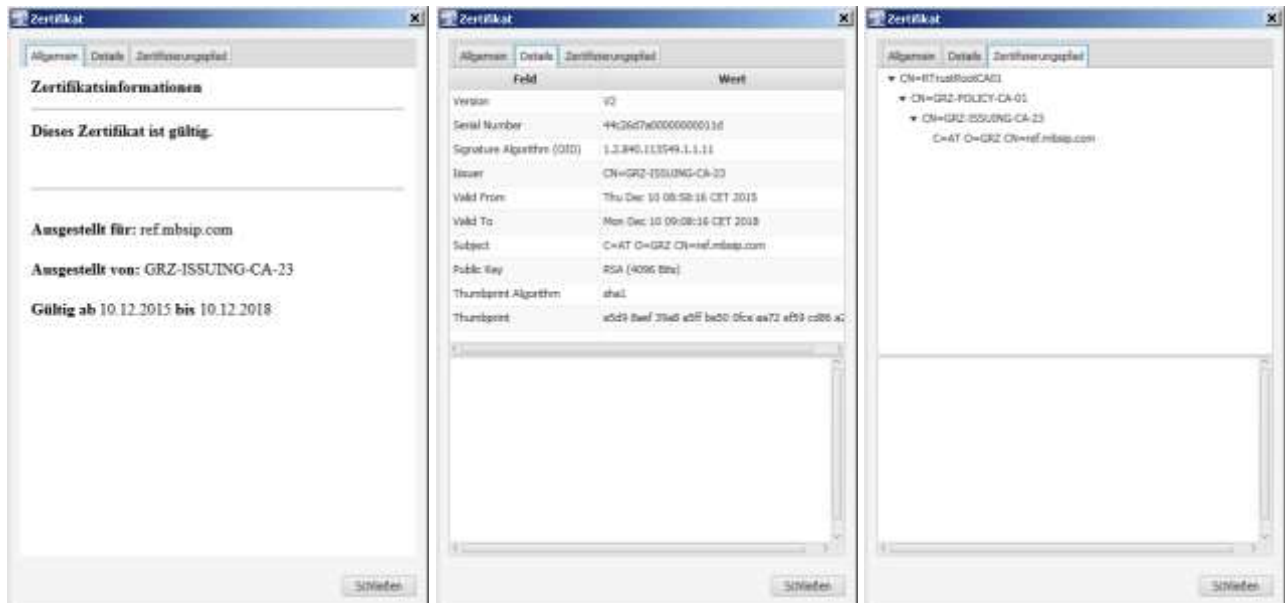 Zertifikat
Allgemein Details Zertifizierungspfad
Zertifikatsinformationen
Dieses Zertifikat ist gültig.
Ausgestellt für: ref.mbsip.com
Ausgestellt von: GRZ-ISSUING-CA-23
Gültig ab 10.12.2015 bis 10.12.2018
Schließen
Zertifikat
Allgemein Details Zertifizierungspfad
Feld Wert
Version V3
Serial Number
Signature Algorithm (OID) 1.2.840.113549.1.1.11
Issuer CN=GRZ-ISSUING-CA-23
Valid From Thu Dec 10 08:58:16 CET 2015
Valid To Mon Dec 10 09:08:16 CET 2018
Subject C=AT O=GRZ CN=ref.mbsip.com
Public Key RSA (4096 Bits)
Thumbprint Algorithm sha1
Thumbprint
Schließen
Zertifikat
Allgemein Details Zertifizierungspfad
CN=RTrustRootCA01
CN=GRZ-POLICY-CA-01
CN=GRZ-ISSUING-CA-23
C=AT O=GRZ CN=ref.mbsip.com
Schließen